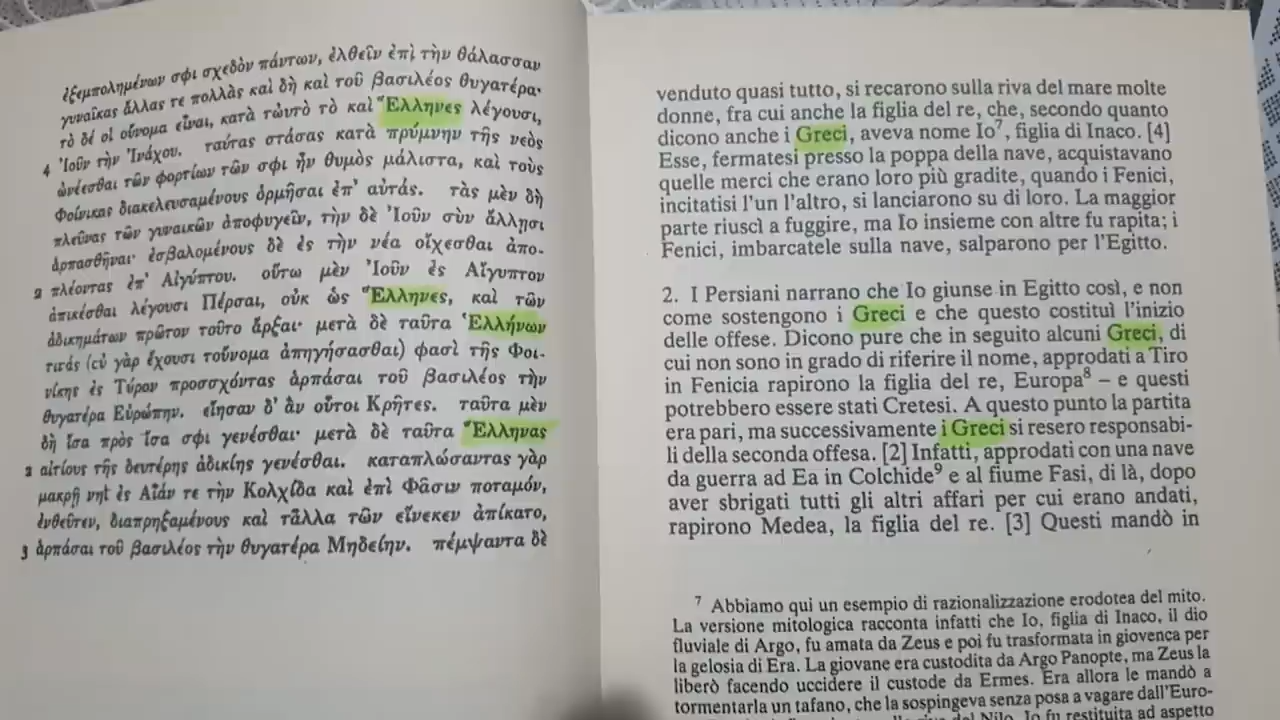 ἐξεμπολημένων σφι σχεδὸν πάντων, ἐλθεῖν ἐπὶ τὴν θάλασσαν
γυναῖκας ἄλλας τε πολλὰς καὶ δὴ καὶ τοῦ βασιλέος θυγατέρα·
τὸ δέ οἱ οὔνομα εἶναι, κατὰ τὠυτὸ τὸ καὶ Ἕλληνες λέγουσι,
4 Ἰοῦν τὴν Ἰνάχου. ταύτας στάσας κατὰ πρύμνην τῆς νεὸς
ὠνέεσθαι τῶν φορτίων τῶν σφι ἦν θυμὸς μάλιστα, καὶ τοὺς
Φοίνικας διακελευσαμένους ὁρμῆσαι ἐπ' αὐτάς. τὰς μὲν δὴ
πλεῦνας τῶν γυναικῶν ἀποφυγεῖν, τὴν δὲ Ἰοῦν σὺν ἄλλῃσι
ἁρπασθῆναι· ἐσβαλομένους δὲ ἐς τὴν νέα οἴχεσθαι ἀπο-
2 πλέοντας ἐπ' Αἰγύπτου. οὕτω μὲν Ἰοῦν ἐς Αἴγυπτον
ἀπικέσθαι λέγουσι Πέρσαι, οὐκ ὡς Ἕλληνες, καὶ τῶν
ἀδικημάτων πρῶτον τοῦτο ἄρξαι· μετὰ δὲ ταῦτα Ἑλλήνων
τινάς (οὐ γὰρ ἔχουσι τοὔνομα ἀπηγήσασθαι) φασὶ τῆς Φοι-
νίκης ἐς Τύρον προσσχόντας ἁρπάσαι τοῦ βασιλέος τὴν
θυγατέρα Εὐρώπην. εἴησαν δ' ἂν οὗτοι Κρῆτες. ταῦτα μὲν
δὴ ἴσα πρὸς ἴσα σφι γενέσθαι· μετὰ δὲ ταῦτα Ἕλληνας
2 αἰτίους τῆς δευτέρης ἀδικίης γενέσθαι. καταπλώσαντας γὰρ
μακρῇ νηὶ ἐς Αἶάν τε τὴν Κολχίδα καὶ ἐπὶ Φᾶσιν ποταμόν,
ἐνθεῦτεν, διαπρηξαμένους καὶ τἆλλα τῶν εἵνεκεν ἀπίκατο,
3 ἁρπάσαι τοῦ βασιλέος τὴν θυγατέρα Μηδείην. πέμψαντα δὲ
venduto quasi tutto, si recarono sulla riva del mare molte
donne, fra cui anche la figlia del re, che, secondo quanto
dicono anche i Greci, aveva nome Io⁷, figlia di Inaco. [4]
Esse, fermatesi presso la poppa della nave, acquistavano
quelle merci che erano loro più gradite, quando i Fenici,
incitatisi l'un l'altro, si lanciarono su di loro. La maggior
parte riuscì a fuggire, ma Io insieme con altre fu rapita; i
Fenici, imbarcatele sulla nave, salparono per l'Egitto.
2. I Persiani narrano che Io giunse in Egitto così, e non
come sostengono i Greci e che questo costituì l'inizio
delle offese. Dicono pure che in seguito alcuni Greci, di
cui non sono in grado di riferire il nome, approdati a Tiro
in Fenicia rapirono la figlia del re, Europa⁸ – e questi
potrebbero essere stati Cretesi. A questo punto la partita
era pari, ma successivamente i Greci si resero responsabi-
li della seconda offesa. [2] Infatti, approdati con una nave
da guerra ad Ea in Colchide⁹ e al fiume Fasi, di là, dopo
aver sbrigati tutti gli altri affari per cui erano andati,
rapirono Medea, la figlia del re. [3] Questi mandò in
⁷ Abbiamo qui un esempio di razionalizzazione erodotea del mito.
La versione mitologica racconta infatti che Io, figlia di Inaco, il dio
fluviale di Argo, fu amata da Zeus e poi fu trasformata in giovenca per
la gelosia di Era. La giovane era custodita da Argo Panopte, ma Zeus la
liberò facendo uccidere il custode da Ermes. Era allora le mandò a
tormentarla un tafano, che la sospingeva senza posa a vagare dall'Euro-
del Nilo. Io fu restituita ad aspetto